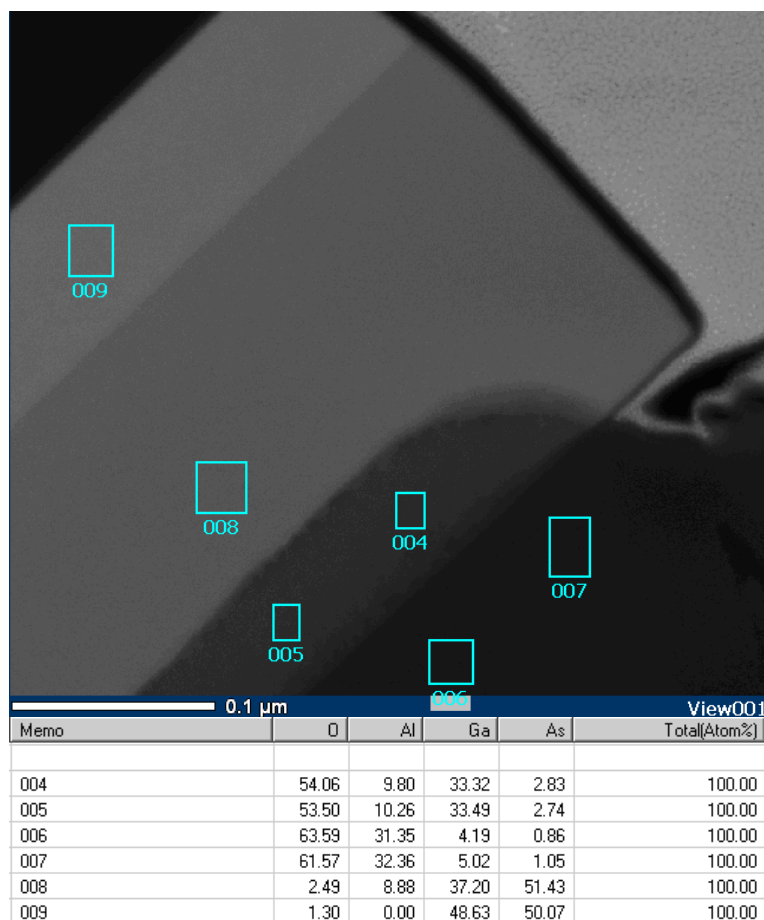 009
008
004
007
005
006
0.1 µm View001
Memo O Al Ga As Total(Atom%)
004 54.06 9.80 33.32 2.83 100.00
005 53.50 10.26 33.49 2.74 100.00
006 63.59 31.35 4.19 0.86 100.00
007 61.57 32.36 5.02 1.05 100.00
008 2.49 8.88 37.20 51.43 100.00
009 1.30 0.00 48.63 50.07 100.00